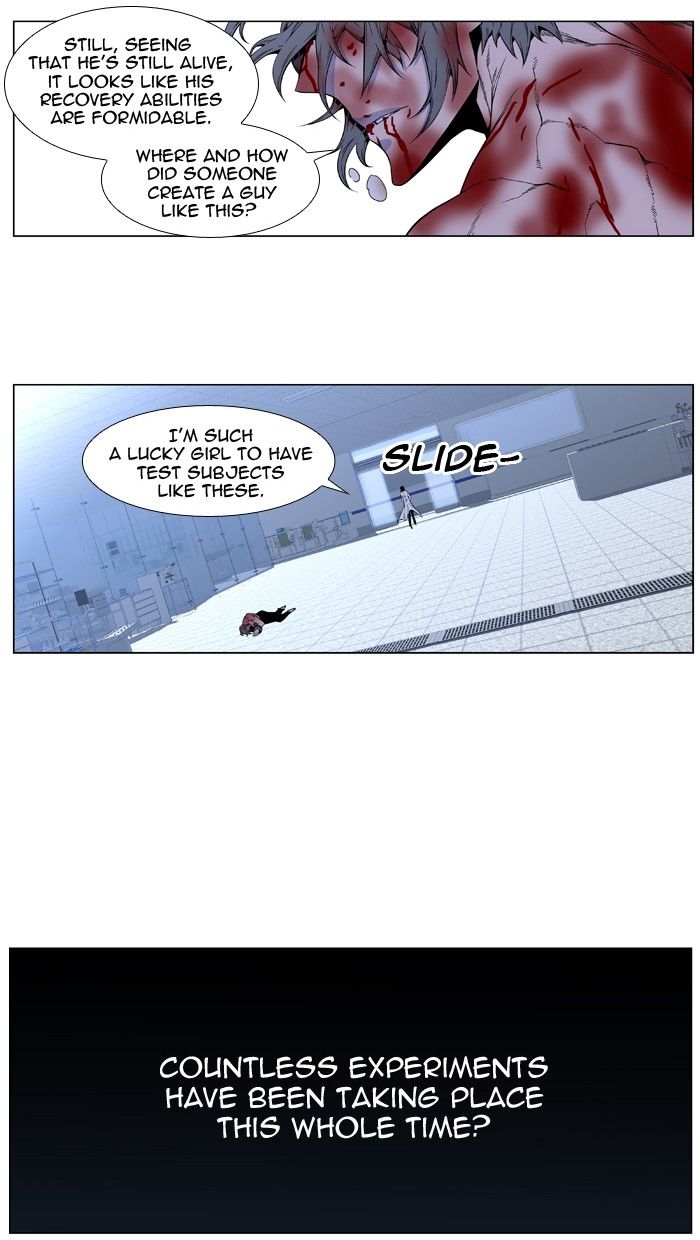 STILL, SEEING
THAT HE'S STILL ALIVE,
IT LOOKS LIKE HIS
RECOVERY ABILITIES
ARE FORMIDABLE.
WHERE AND HOW
DID SOMEONE
CREATE A GUY
LIKE THIS?
I'M SUCH
A LUCKY GIRL TO HAVE
TEST SUBJECTS
LIKE THESE.
SLIDE~
COUNTLESS EXPERIMENTS
HAVE BEEN TAKING PLACE
THIS WHOLE TIME?